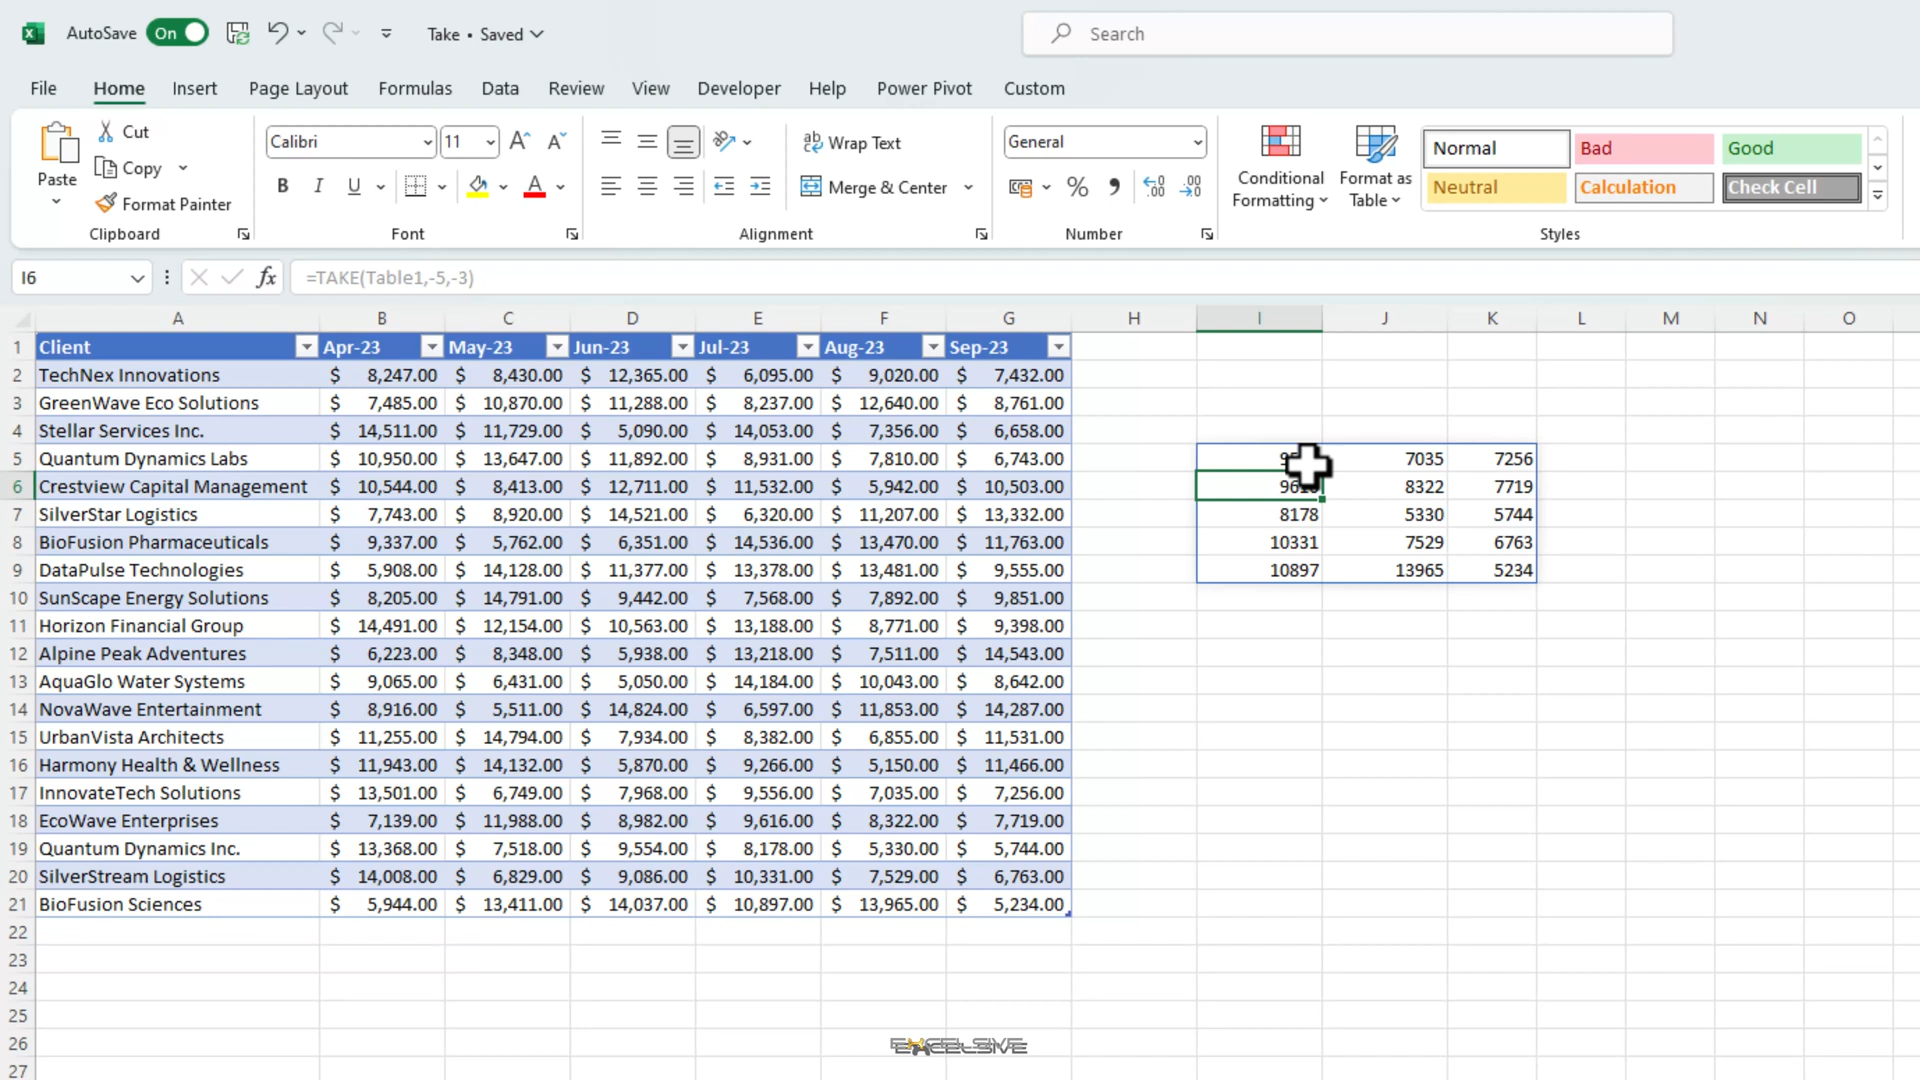 AutoSave On Take • Saved Search
File Home Insert Page Layout Formulas Data Review View Developer Help Power Pivot Custom
Paste Cut Copy Format Painter Clipboard
Calibri 11 A A B I U A Font
ab Wrap Text Merge & Center Alignment
General % Number
Conditional Formatting Format as Table
Normal Bad Good
Neutral Calculation Check Cell
Styles
I6 fx =TAKE(Table1,-5,-3)
A B C D E F G H I J K L M N O
1 Client Apr-23 May-23 Jun-23 Jul-23 Aug-23 Sep-23
2 TechNex Innovations $ 8,247.00 $ 8,430.00 $ 12,365.00 $ 6,095.00 $ 9,020.00 $ 7,432.00
3 GreenWave Eco Solutions $ 7,485.00 $ 10,870.00 $ 11,288.00 $ 8,237.00 $ 12,640.00 $ 8,761.00
4 Stellar Services Inc. $ 14,511.00 $ 11,729.00 $ 5,090.00 $ 14,053.00 $ 7,356.00 $ 6,658.00
5 Quantum Dynamics Labs $ 10,950.00 $ 13,647.00 $ 11,892.00 $ 8,931.00 $ 7,810.00 $ 6,743.00 7035 7256
6 Crestview Capital Management $ 10,544.00 $ 8,413.00 $ 12,711.00 $ 11,532.00 $ 5,942.00 $ 10,503.00 8322 7719
7 SilverStar Logistics $ 7,743.00 $ 8,920.00 $ 14,521.00 $ 6,320.00 $ 11,207.00 $ 13,332.00 8178 5330 5744
8 BioFusion Pharmaceuticals $ 9,337.00 $ 5,762.00 $ 6,351.00 $ 14,536.00 $ 13,470.00 $ 11,763.00 10331 7529 6763
9 DataPulse Technologies $ 5,908.00 $ 14,128.00 $ 11,377.00 $ 13,378.00 $ 13,481.00 $ 9,555.00 10897 13965 5234
10 SunScape Energy Solutions $ 8,205.00 $ 14,791.00 $ 9,442.00 $ 7,568.00 $ 7,892.00 $ 9,851.00
11 Horizon Financial Group $ 14,491.00 $ 12,154.00 $ 10,563.00 $ 13,188.00 $ 8,771.00 $ 9,398.00
12 Alpine Peak Adventures $ 6,223.00 $ 8,348.00 $ 5,938.00 $ 13,218.00 $ 7,511.00 $ 14,543.00
13 AquaGlo Water Systems $ 9,065.00 $ 6,431.00 $ 5,050.00 $ 14,184.00 $ 10,043.00 $ 8,642.00
14 NovaWave Entertainment $ 8,916.00 $ 5,511.00 $ 14,824.00 $ 6,597.00 $ 11,853.00 $ 14,287.00
15 UrbanVista Architects $ 11,255.00 $ 14,794.00 $ 7,934.00 $ 8,382.00 $ 6,855.00 $ 11,531.00
16 Harmony Health & Wellness $ 11,943.00 $ 14,132.00 $ 5,870.00 $ 9,266.00 $ 5,150.00 $ 11,466.00
17 InnovateTech Solutions $ 13,501.00 $ 6,749.00 $ 7,968.00 $ 9,556.00 $ 7,035.00 $ 7,256.00
18 EcoWave Enterprises $ 7,139.00 $ 11,988.00 $ 8,982.00 $ 9,616.00 $ 8,322.00 $ 7,719.00
19 Quantum Dynamics Inc. $ 13,368.00 $ 7,518.00 $ 9,554.00 $ 8,178.00 $ 5,330.00 $ 5,744.00
20 SilverStream Logistics $ 14,008.00 $ 6,829.00 $ 9,086.00 $ 10,331.00 $ 7,529.00 $ 6,763.00
21 BioFusion Sciences $ 5,944.00 $ 13,411.00 $ 14,037.00 $ 10,897.00 $ 13,965.00 $ 5,234.00
22
23
24
25
26
27
EXCELSIVE